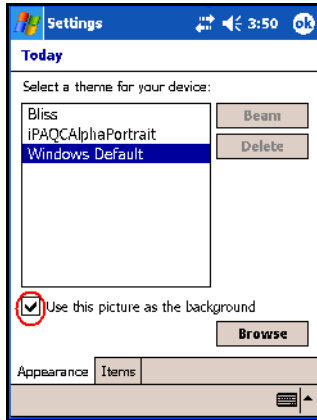 Settings 3:50 ok
Today
Select a theme for your device:
Bliss
iPAQCAlphaPortrait
Windows Default
Beam
Delete
Use this picture as the background
Browse
Appearance Items